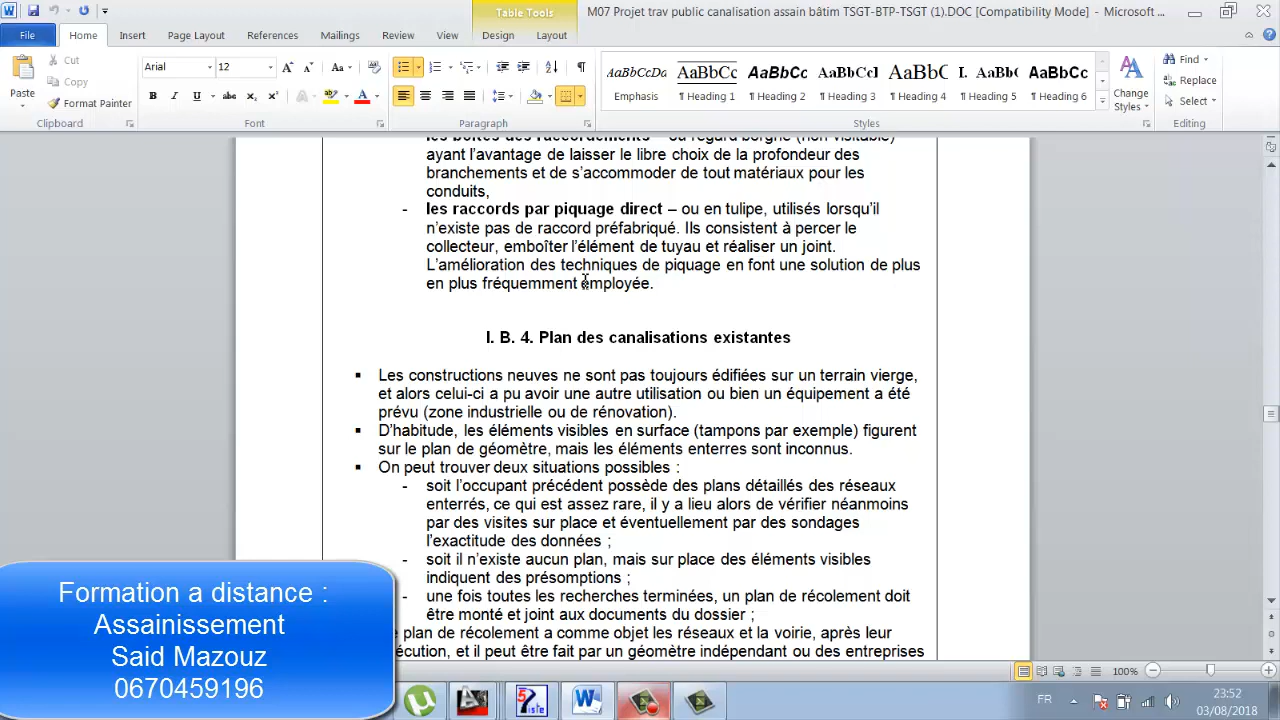 Table Tools
M07 Projet trav public canalisation assain bâtim TSGT-BTP-TSGT (1).DOC [Compatibility Mode] - Microsoft ...
File Home Insert Page Layout References Mailings Review View Design Layout
Paste
Cut
Copy
Format Painter
Clipboard
Arial 12
Font
Paragraph
AaBbCcDa AaBbCc AaBbCc AaBbCcI AaBbC I. AaBbC AaBbCc
Emphasis ¶ Heading 1 ¶ Heading 2 ¶ Heading 3 ¶ Heading 4 ¶ Heading 5 ¶ Heading 6
Styles
Change Styles
Find
Replace
Select
Editing
les boîtes des raccordements – ou regard borgne (non visitable)
ayant l’avantage de laisser le libre choix de la profondeur des
branchements et de s’accommoder de tout matériaux pour les
conduits,
- les raccords par piquage direct – ou en tulipe, utilisés lorsqu’il
n’existe pas de raccord préfabriqué. Ils consistent à percer le
collecteur, emboîter l’élément de tuyau et réaliser un joint.
L’amélioration des techniques de piquage en font une solution de plus
en plus fréquemment employée.
I. B. 4. Plan des canalisations existantes
▪ Les constructions neuves ne sont pas toujours édifiées sur un terrain vierge,
et alors celui-ci a pu avoir une autre utilisation ou bien un équipement a été
prévu (zone industrielle ou de rénovation).
▪ D’habitude, les éléments visibles en surface (tampons par exemple) figurent
sur le plan de géomètre, mais les éléments enterres sont inconnus.
▪ On peut trouver deux situations possibles :
- soit l’occupant précédent possède des plans détaillés des réseaux
enterrés, ce qui est assez rare, il y a lieu alors de vérifier néanmoins
par des visites sur place et éventuellement par des sondages
l’exactitude des données ;
- soit il n’existe aucun plan, mais sur place des éléments visibles
indiquent des présomptions ;
- une fois toutes les recherches terminées, un plan de récolement doit
être monté et joint aux documents du dossier ;
e plan de récolement a comme objet les réseaux et la voirie, après leur
écution, et il peut être fait par un géomètre indépendant ou des entreprises
Formation a distance :
Assainissement
Said Mazouz
0670459196
100%
FR
23:52
03/08/2018